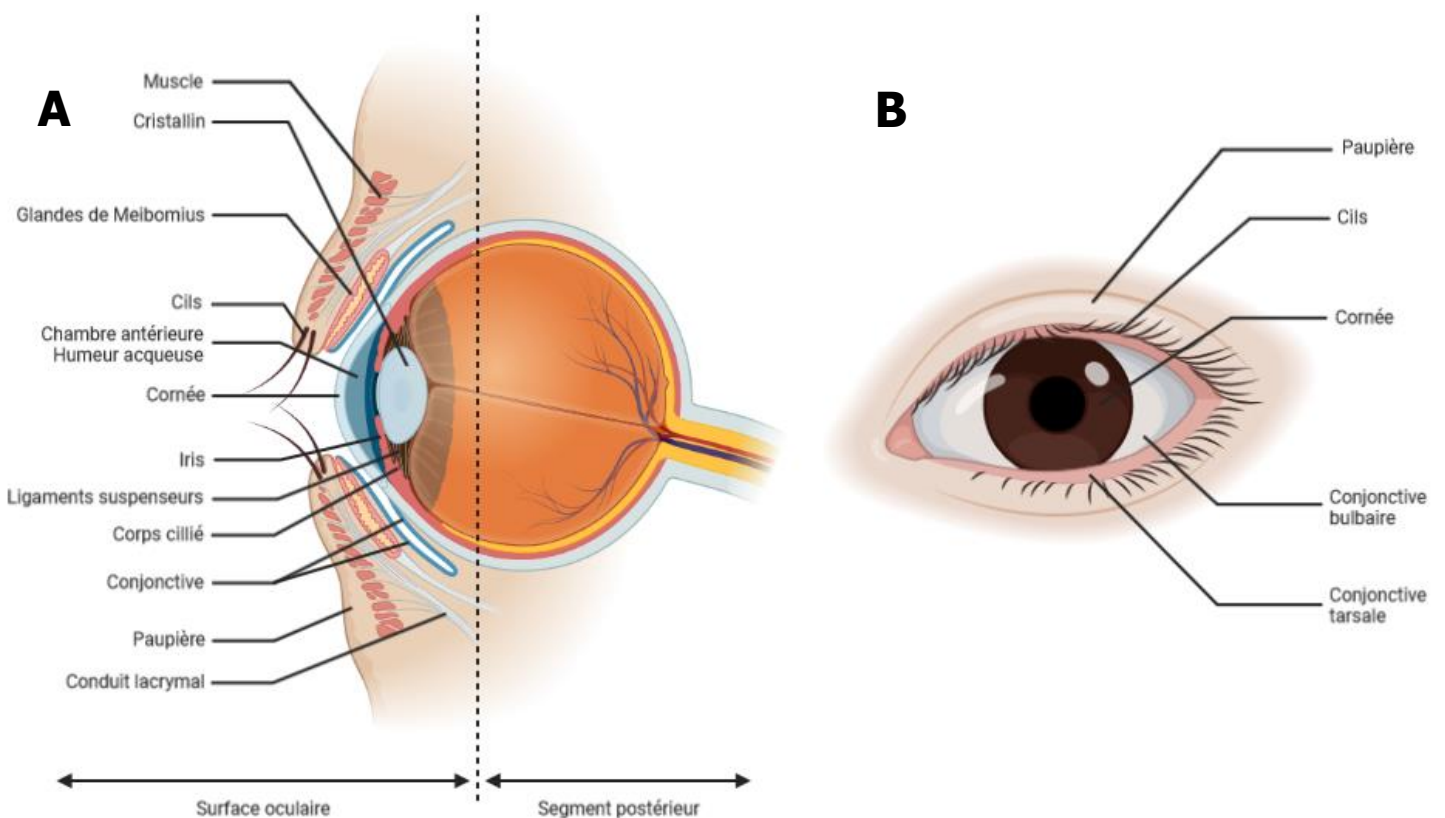 A
Muscle
Cristallin
Glandes de Meibomius
Cils
Chambre antérieure
Humeur acqueuse
Cornée
Iris
Ligaments suspenseurs
Corps cillié
Conjonctive
Paupière
Conduit lacrymal
Surface oculaire
Segment postérieur
B
Paupière
Cils
Cornée
Conjonctive
bulbaire
Conjonctive
tarsale